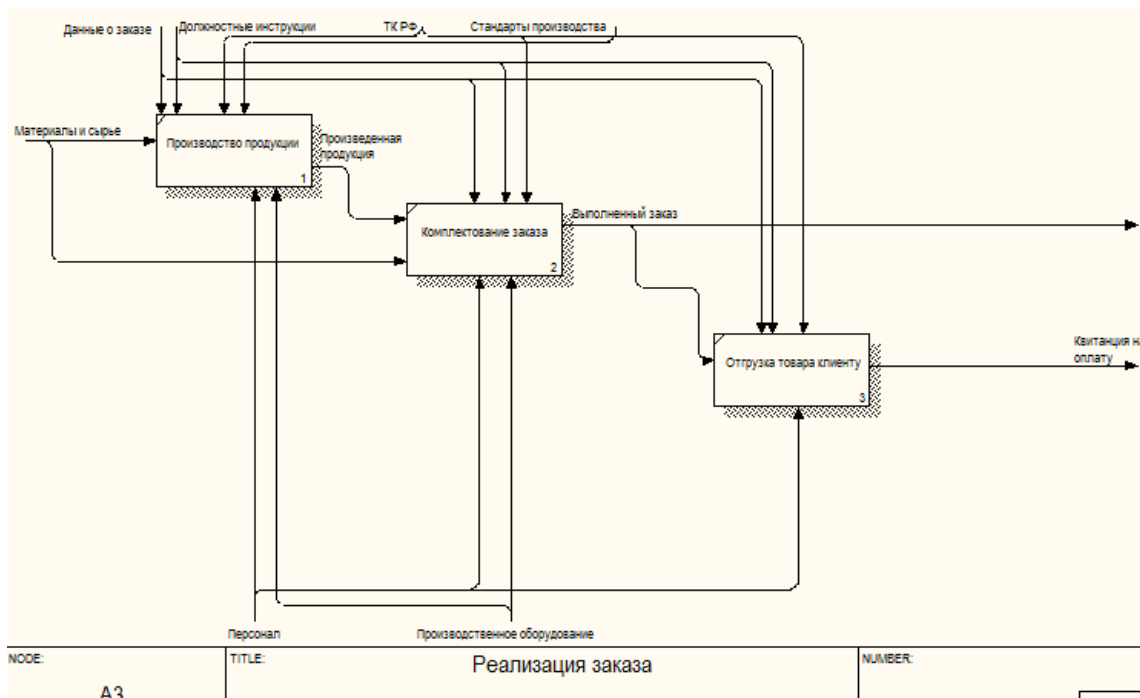 Данные о заказе
Должностные инструкции
ТК РФ
Стандарты производства
Материалы и сырье
Производство продукции
1
Произведенная
продукция
Комплектование заказа
2
Выполненный заказ
Отгрузка товара клиенту
3
Квитанция на
оплату
Персонал
Производственное оборудование
NODE:
A3
TITLE:
Реализация заказа
NUMBER: